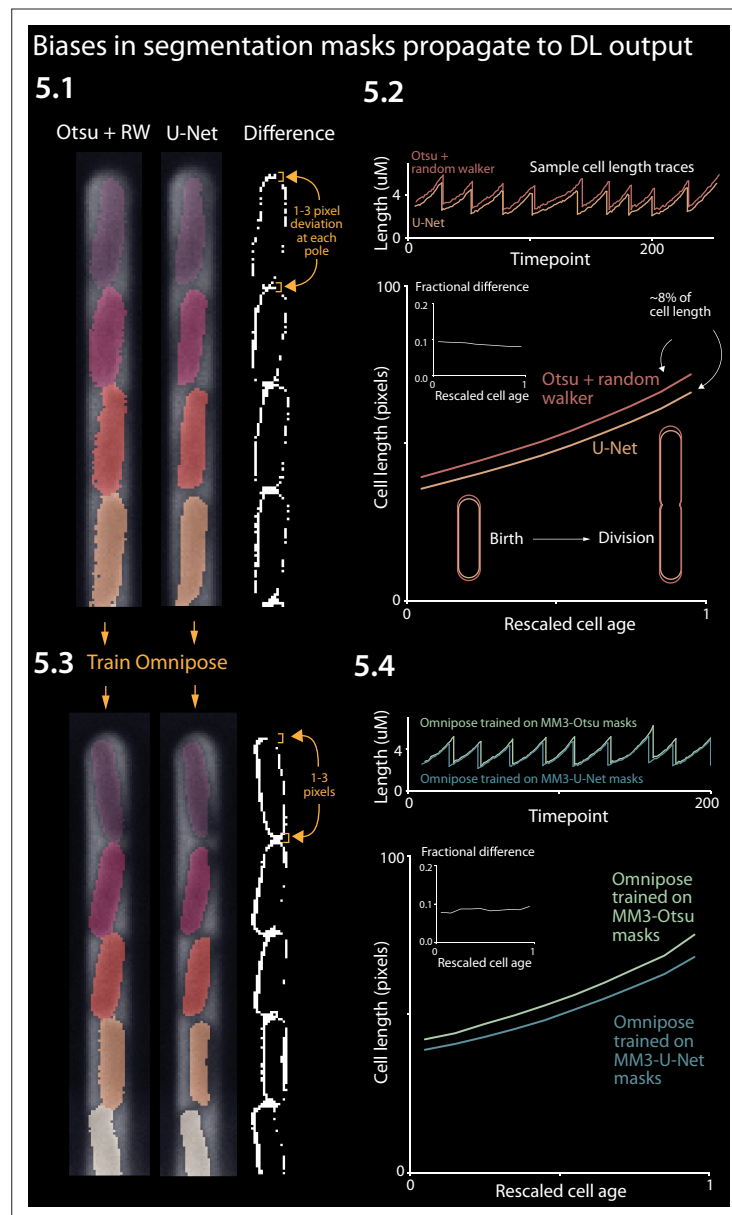 Biases in segmentation masks propagate to DL output
5.1
Otsu + RW
U-Net
Difference
1-3 pixel
deviation
at each
pole
5.2
Otsu +
random walker
Sample cell length traces
U-Net
Length (uM)
4
200
Timepoint
100
Fractional difference
0.2
0.1
0.0
0
1
Rescaled cell age
~8% of
cell length
Otsu + random
walker
U-Net
Cell length (pixels)
Birth
Division
0
0
1
Rescaled cell age
5.3
Train Omnipose
1-3
pixels
5.4
Omnipose trained on MM3-Otsu masks
Omnipose trained on MM3-U-Net masks
Length (uM)
4
200
Timepoint
100
Fractional difference
0.2
0.1
0.0
0
1
Rescaled cell age
Omnipose
trained on
MM3-Otsu
masks
Omnipose
trained on
MM3-U-Net
masks
Cell length (pixels)
0
0
1
Rescaled cell age